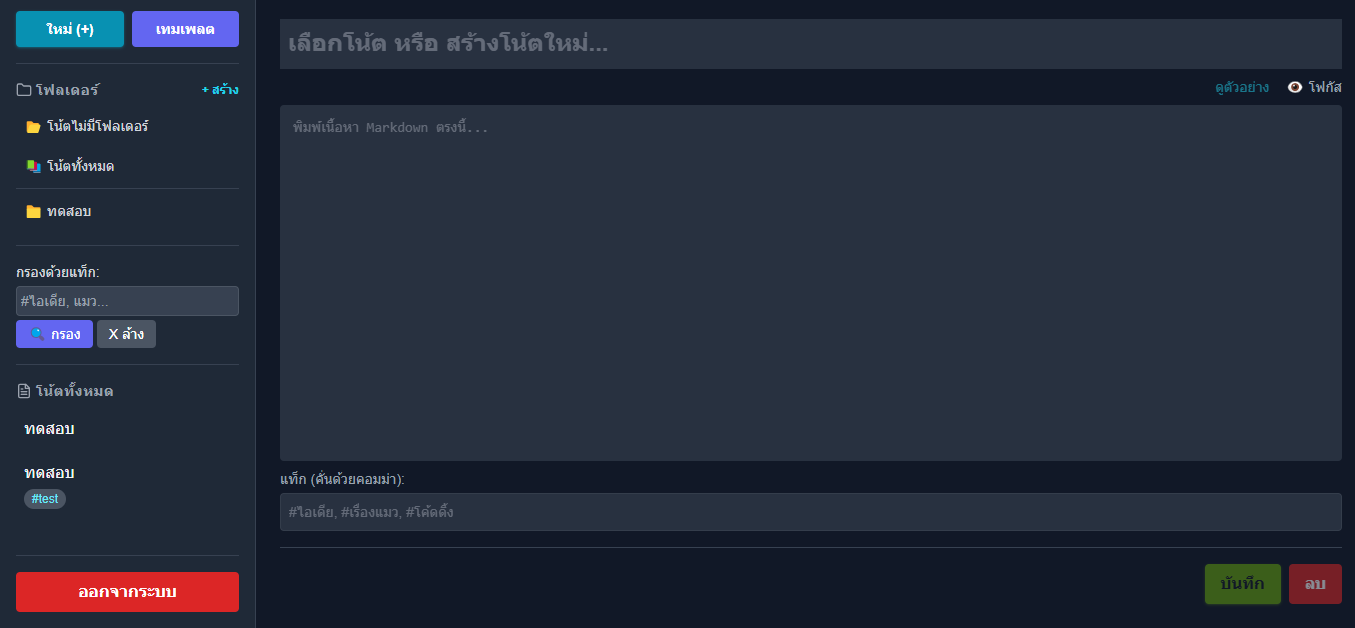 ใหม่ (+)
เทมเพลต
โฟลเดอร์
+ สร้าง
โน้ตไม่มีโฟลเดอร์
โน้ตทั้งหมด
ทดสอบ
กรองด้วยแท็ก:
#ไอเดีย, แมว...
กรอง
X ล้าง
โน้ตทั้งหมด
ทดสอบ
ทดสอบ
#test
ออกจากระบบ
เลือกโน้ต หรือ สร้างโน้ตใหม่...
ดูตัวอย่าง
โฟกัส
พิมพ์เนื้อหา Markdown ตรงนี้...
แท็ก (คั่นด้วยคอมม่า):
#ไอเดีย, #เรื่องแมว, #โค้ดดิ้ง
บันทึก
ลบ